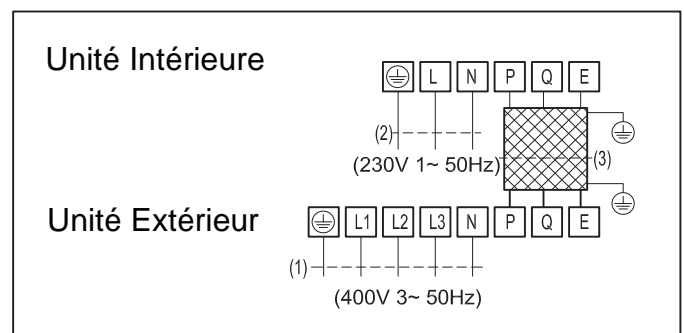 Unité Intérieure
L N P Q E
(2)
(230V 1~ 50Hz)
(3)
Unité Extérieur
L1 L2 L3 N P Q E
(1)
(400V 3~ 50Hz)